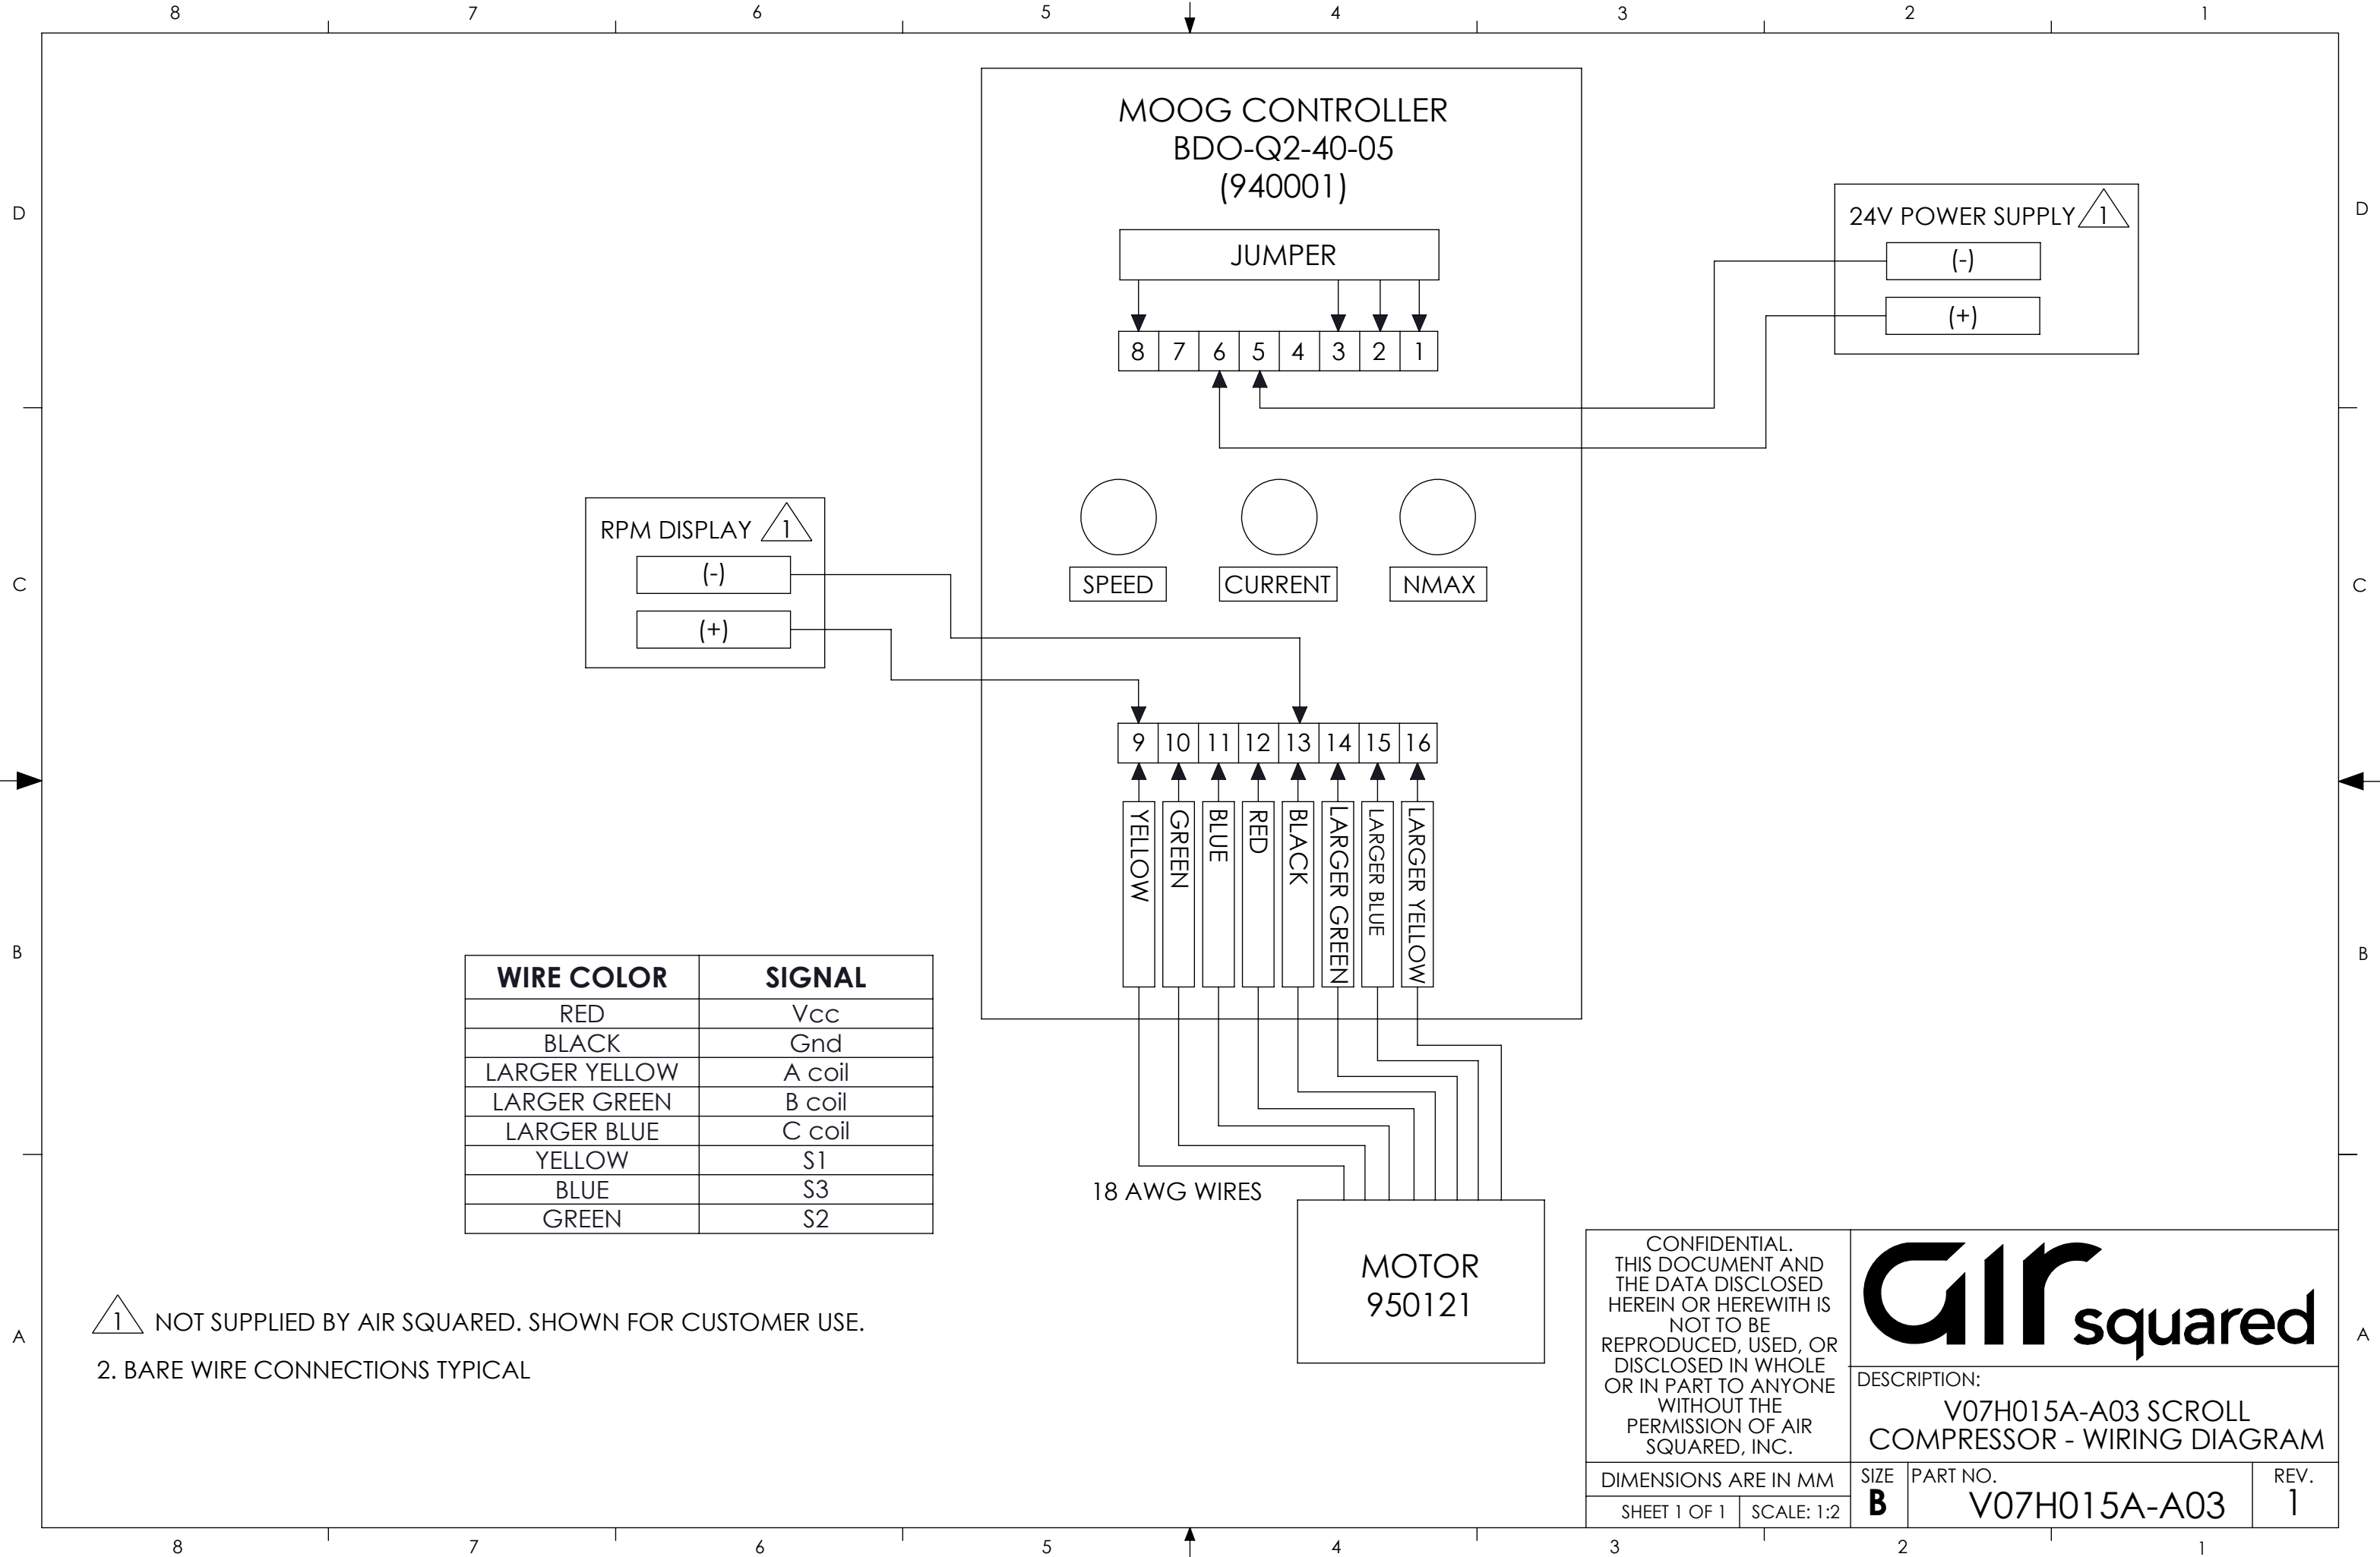 8 7 6 5 4 3 2 1
MOOG CONTROLLER
BDO-Q2-40-05
(940001)
D
D
24V POWER SUPPLY 1
JUMPER
(-)
(+)
8 7 6 5 4 3 2 1
RPM DISPLAY 1
(-)
(+)
C
C
SPEED CURRENT NMAX
9 10 11 12 13 14 15 16
YELLOW
GREEN
BLUE
RED
BLACK
LARGER GREEN
LARGER BLUE
LARGER YELLOW
B
B
WIRE COLOR SIGNAL
RED Vcc
BLACK Gnd
LARGER YELLOW A coil
LARGER GREEN B coil
LARGER BLUE C coil
YELLOW S1
BLUE S3
GREEN S2
18 AWG WIRES
MOTOR
950121
A
A
1 NOT SUPPLIED BY AIR SQUARED. SHOWN FOR CUSTOMER USE.
2. BARE WIRE CONNECTIONS TYPICAL
CONFIDENTIAL.
THIS DOCUMENT AND
THE DATA DISCLOSED
HEREIN OR HEREWITH IS
NOT TO BE
REPRODUCED, USED, OR
DISCLOSED IN WHOLE
OR IN PART TO ANYONE
WITHOUT THE
PERMISSION OF AIR
SQUARED, INC.
DIMENSIONS ARE IN MM
SHEET 1 OF 1 SCALE: 1:2
air squared
DESCRIPTION:
V07H015A-A03 SCROLL
COMPRESSOR - WIRING DIAGRAM
SIZE
B
PART NO.
V07H015A-A03
REV.
1
8 7 6 5 4 3 2 1